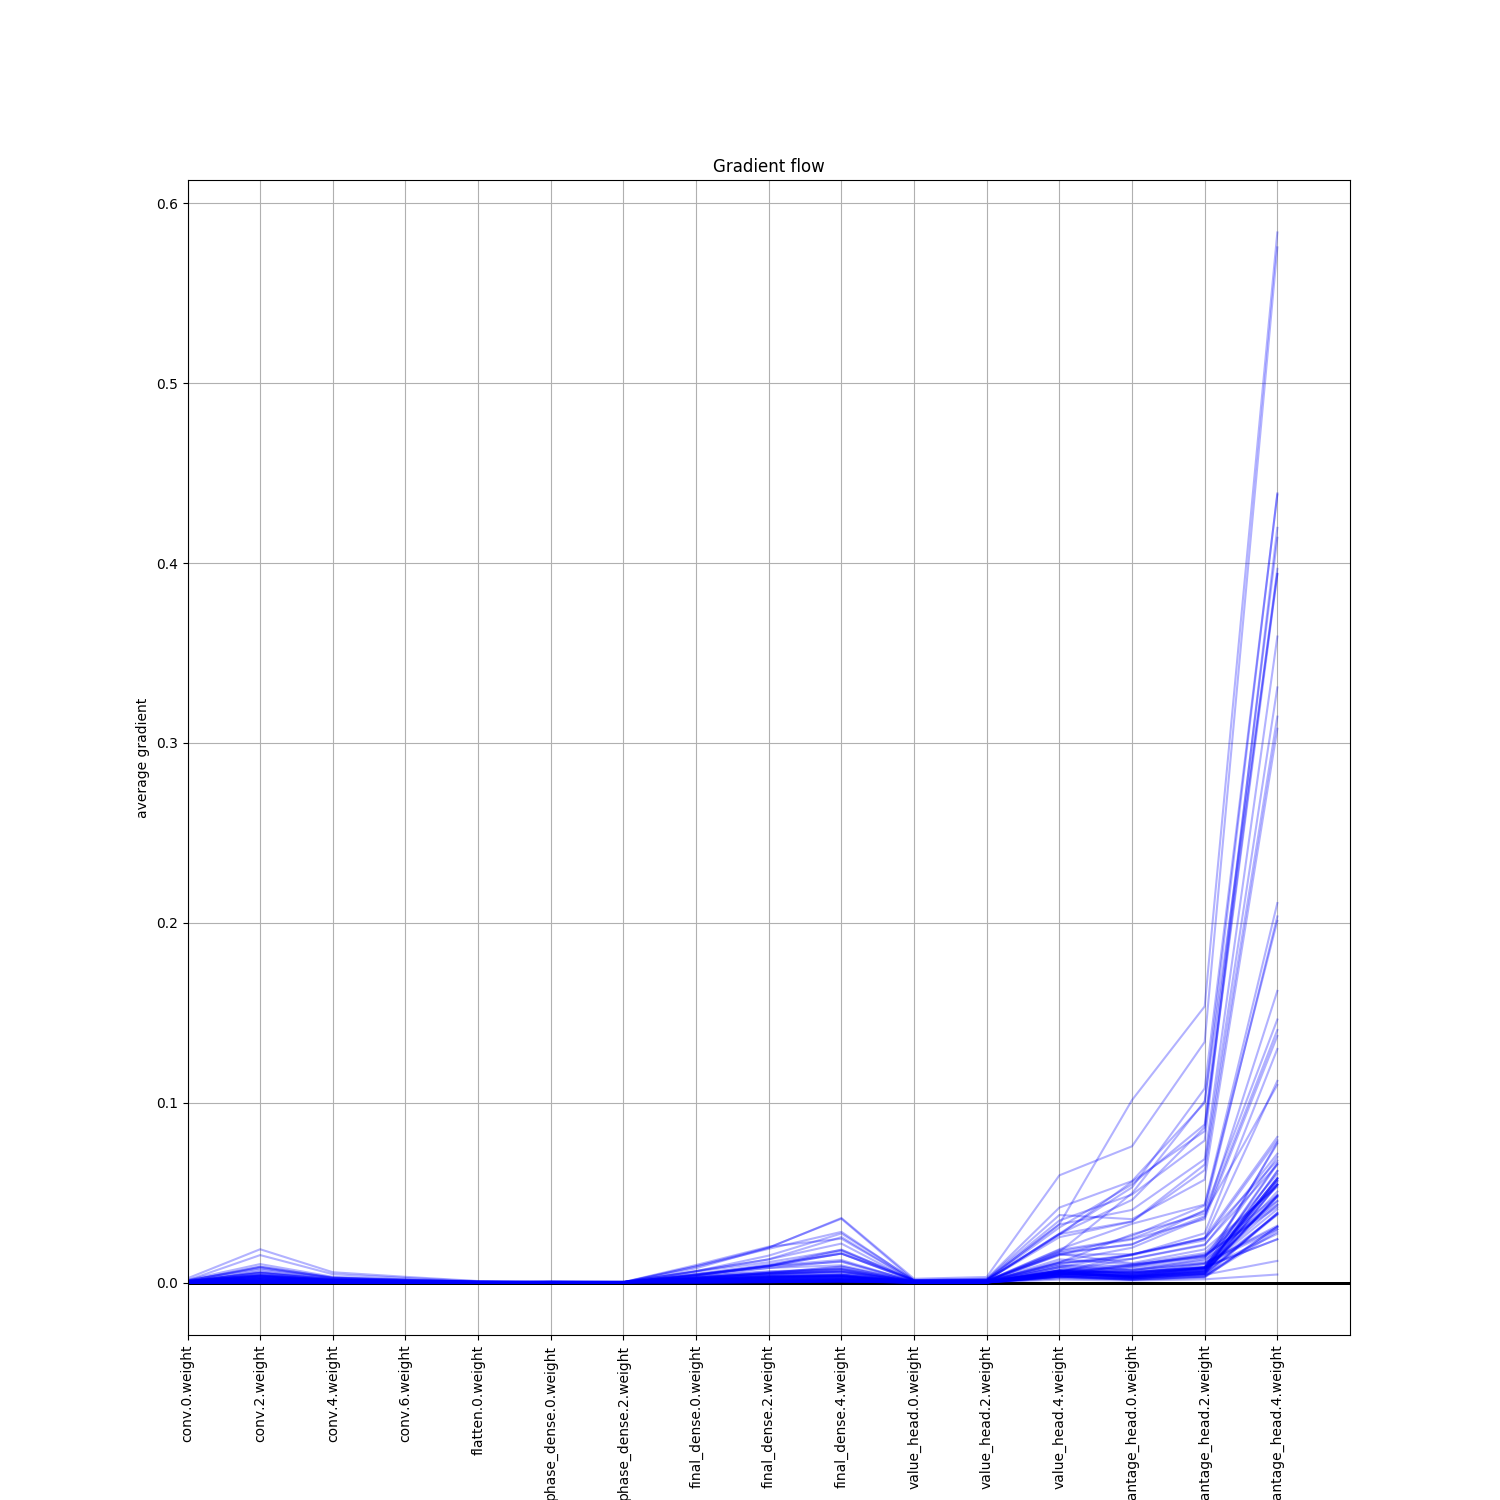 Gradient flow
0.6
0.5
0.4
0.3
0.2
0.1
0.0
average gradient
conv.0.weight
conv.2.weight
conv.4.weight
conv.6.weight
flatten.0.weight
phase_dense.0.weight
phase_dense.2.weight
final_dense.0.weight
final_dense.2.weight
final_dense.4.weight
value_head.0.weight
value_head.2.weight
value_head.4.weight
antage_head.0.weight
antage_head.2.weight
antage_head.4.weight